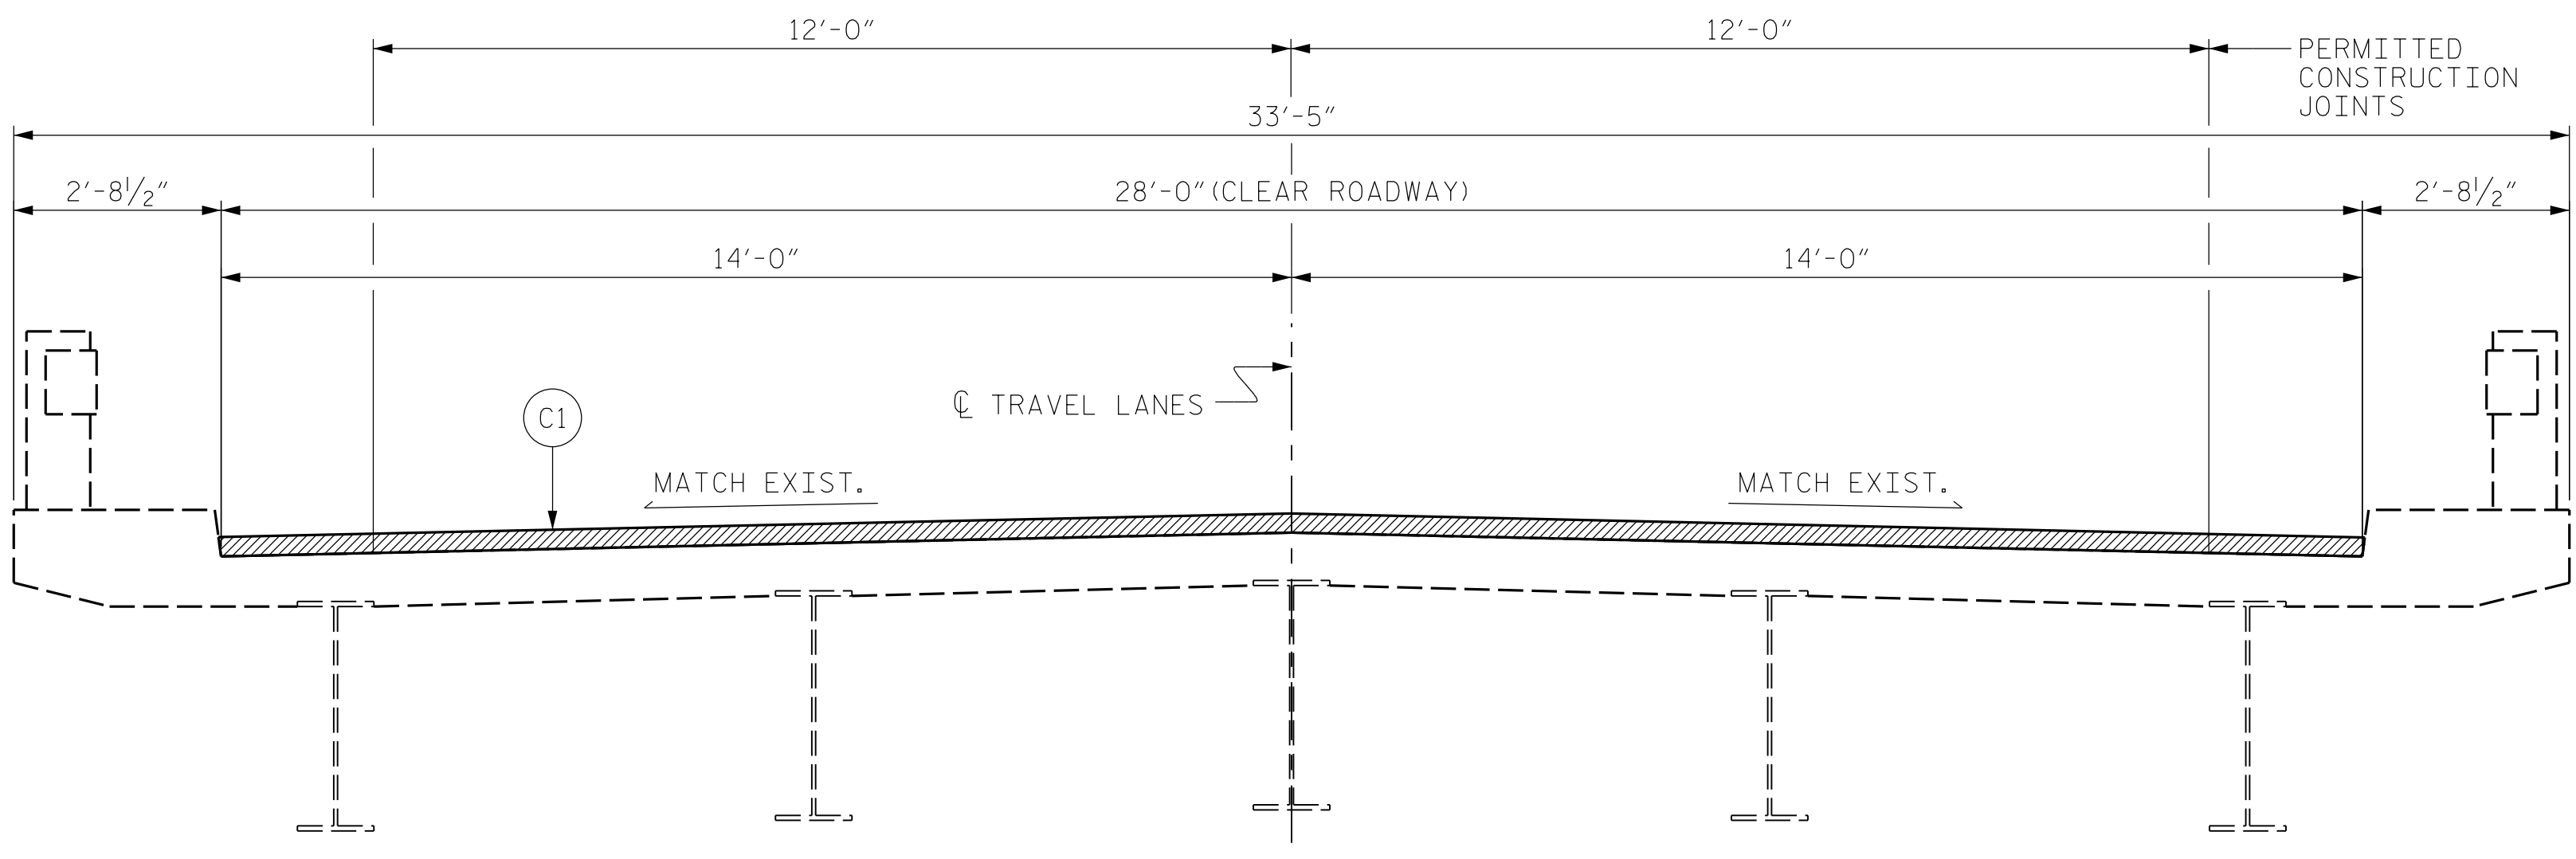 12'-0" 12'-0"
PERMITTED
CONSTRUCTION
JOINTS
33'-5"
2'-8½" 28'-0"(CLEAR ROADWAY) 2'-8½"
14'-0" 14'-0"
℄ TRAVEL LANES
C1
MATCH EXIST. MATCH EXIST.